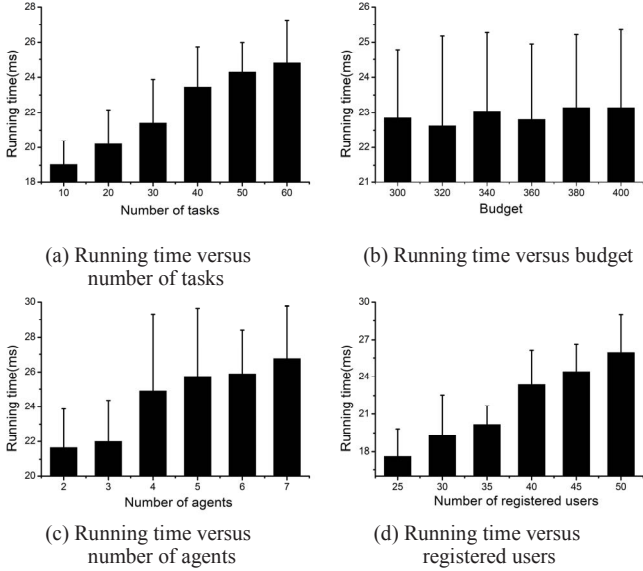 28
26
24
22
20
18
Running time(ms)
10 20 30 40 50 60
Number of tasks
(a) Running time versus
number of tasks
26
25
24
23
22
21
Running time(ms)
300 320 340 360 380 400
Budget
(b) Running time versus budget
30
28
26
24
22
20
Running time(ms)
2 3 4 5 6 7
Number of agents
(c) Running time versus
number of agents
30
27
24
21
18
Running time(ms)
25 30 35 40 45 50
Number of registered users
(d) Running time versus
registered users